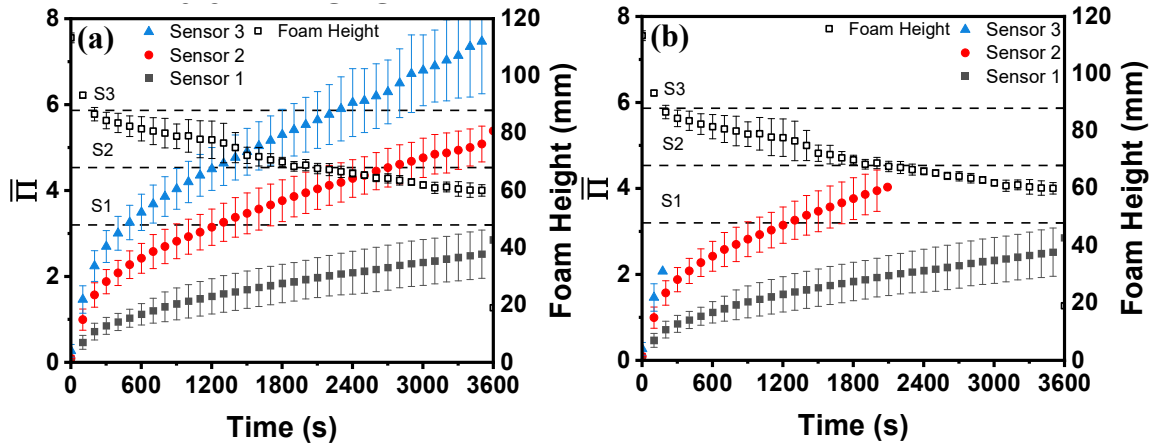 (a)
Sensor 3
Sensor 2
Sensor 1
Foam Height
S3
S2
S1
8
6
4
2
0
Π
120
100
80
60
40
20
0
Foam Height (mm)
0 600 1200 1800 2400 3000 3600
Time (s)
(b)
Foam Height
Sensor 3
Sensor 2
Sensor 1
S3
S2
S1
8
6
4
2
0
Π
120
100
80
60
40
20
0
Foam Height (mm)
0 600 1200 1800 2400 3000 3600
Time (s)